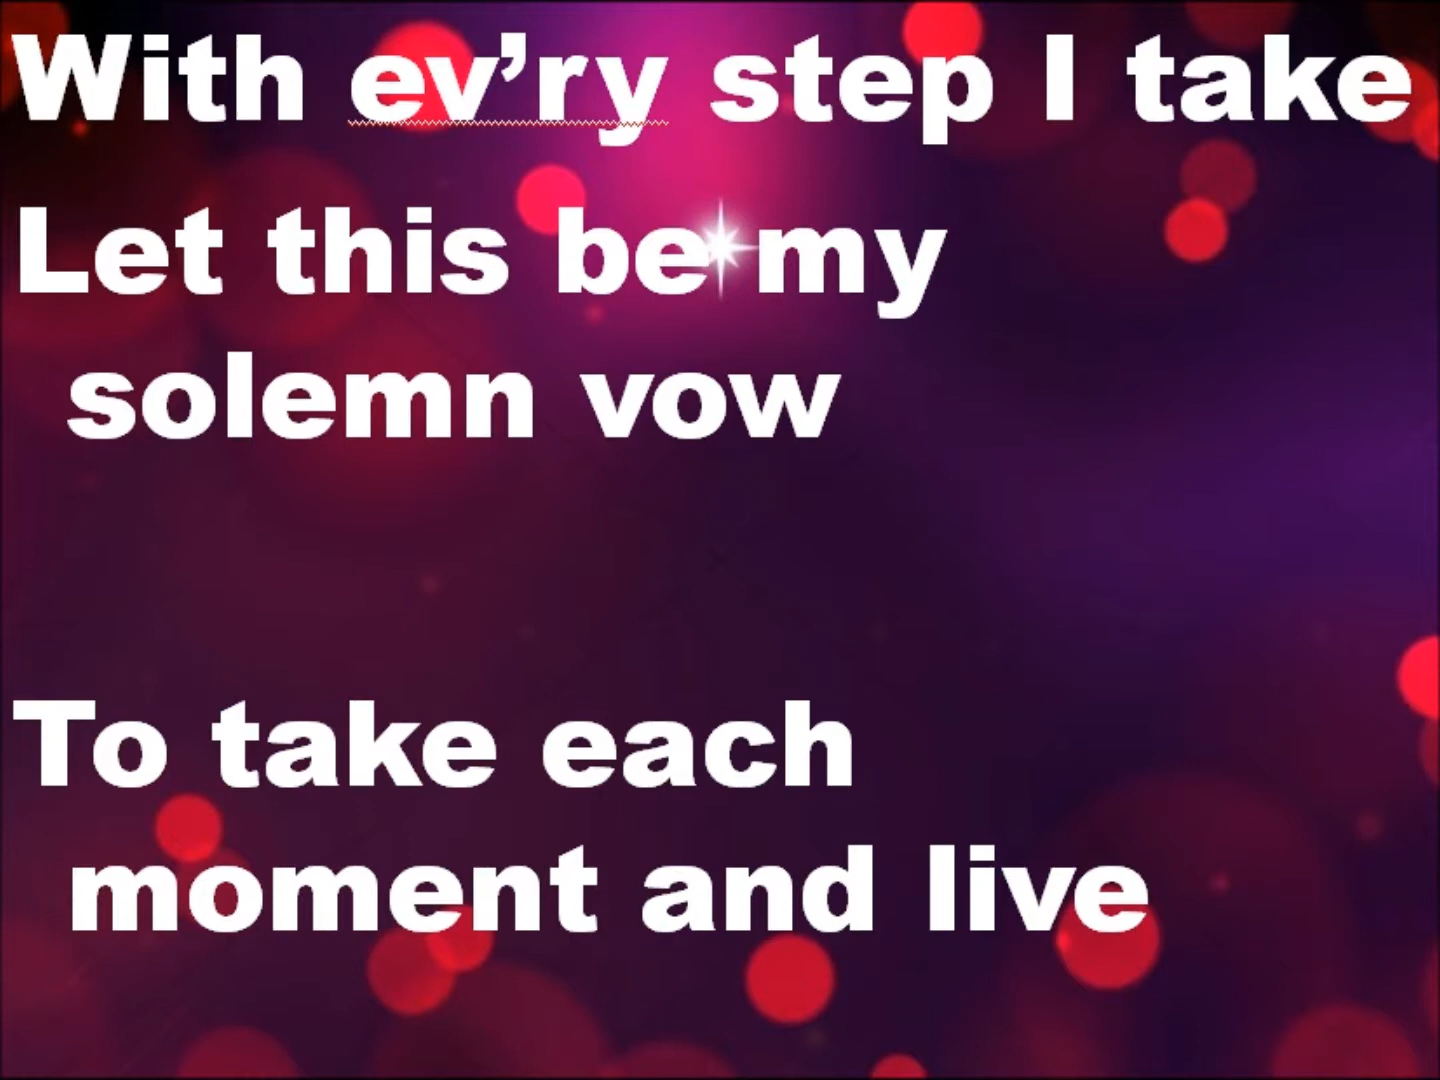 With ev’ry step I take
Let this be my
solemn vow
To take each
moment and live